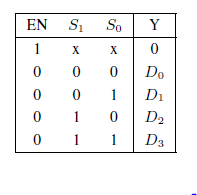 EN S₁ S₀ Y
1 x x 0
0 0 0 D₀
0 0 1 D₁
0 1 0 D₂
0 1 1 D₃